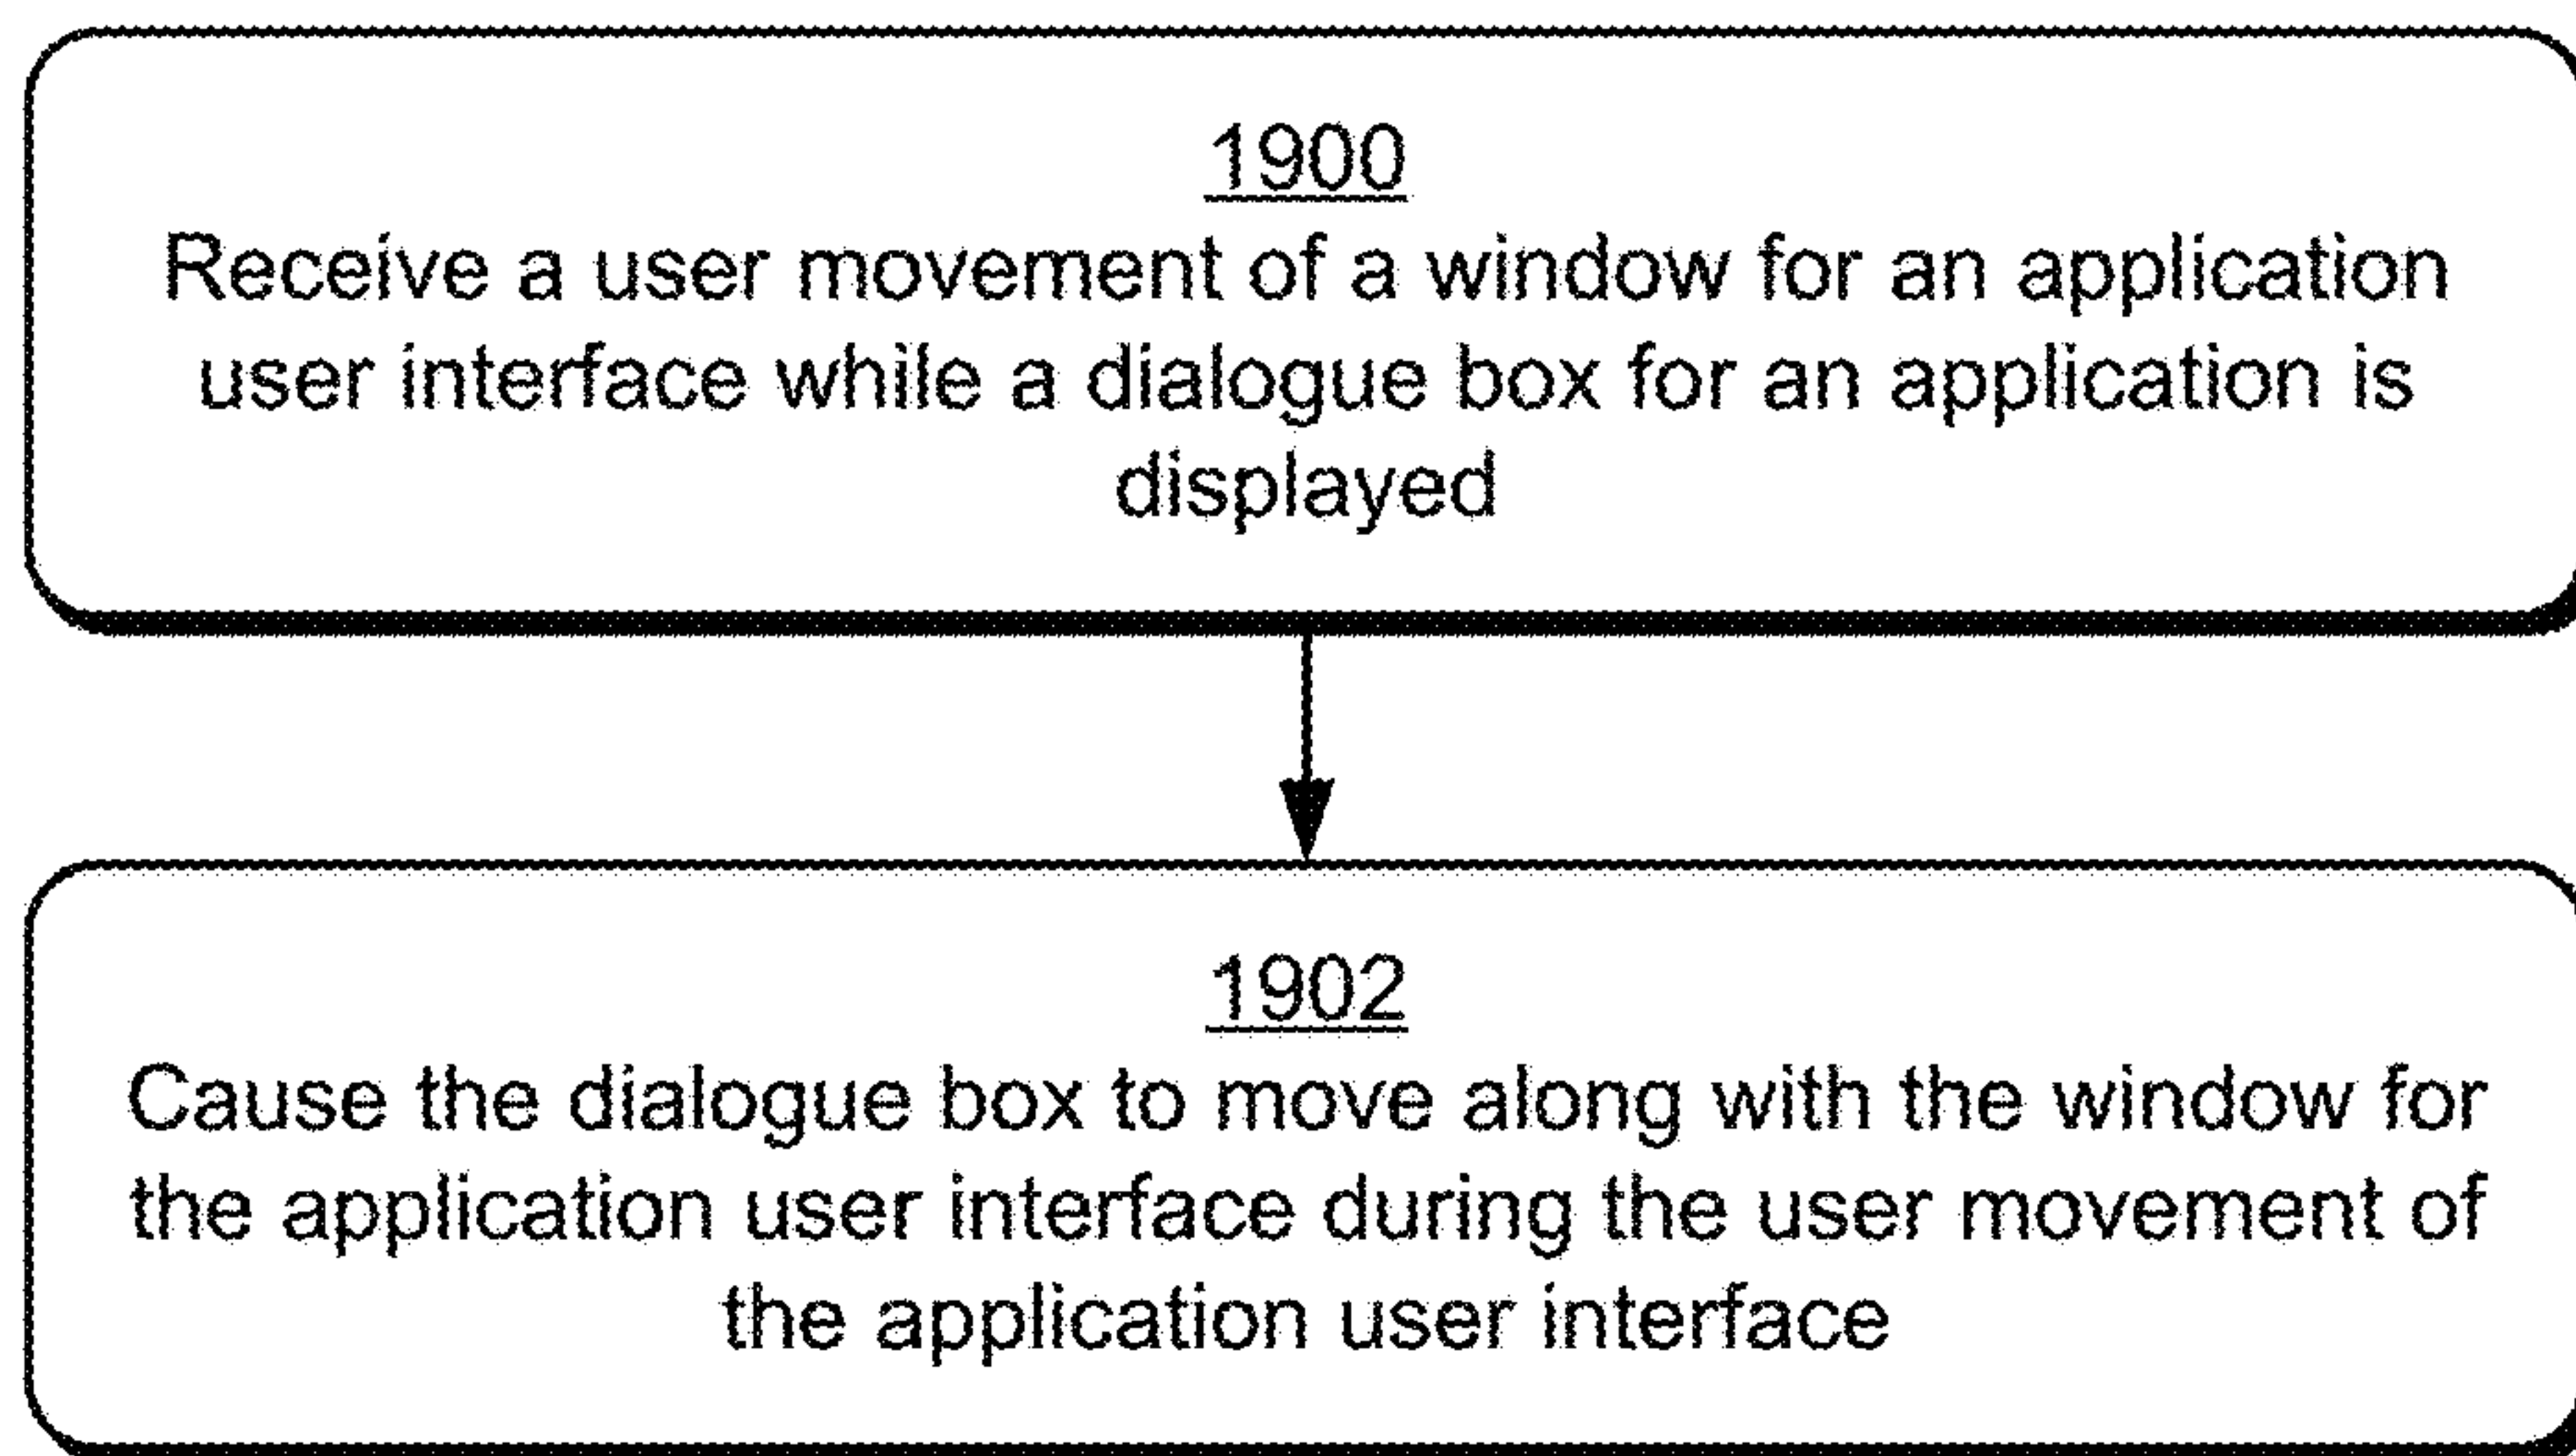 1900
Receive a user movement of a window for an application
user interface while a dialogue box for an application is
displayed
1902
Cause the dialogue box to move along with the window for
the application user interface during the user movement of
the application user interface